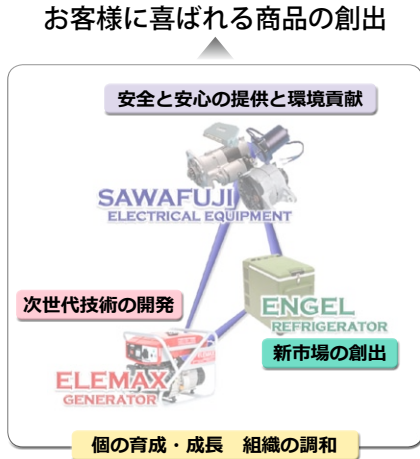 お客様に喜ばれる商品の創出
安全と安心の提供と環境貢献
SAWAFUJI
ELECTRICAL EQUIPMENT
次世代技術の開発
ENGEL
REFRIGERATOR
新市場の創出
ELEMAX
GENERATOR
個の育成・成長　組織の調和